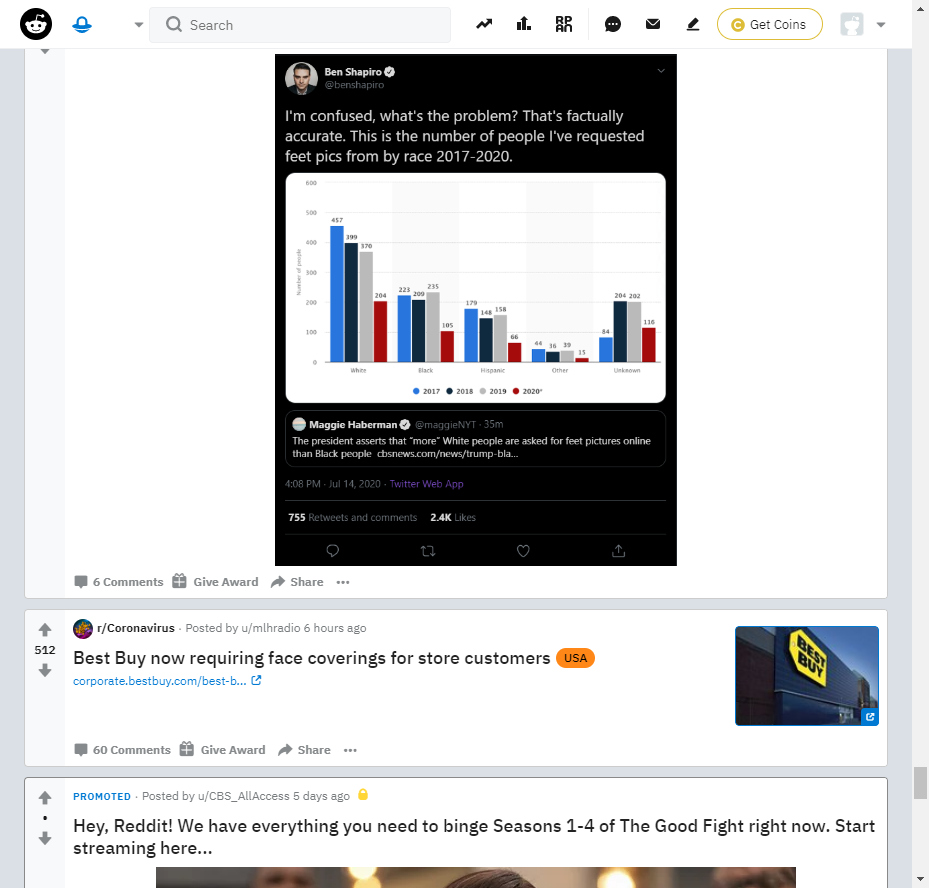 Search
Get Coins
Ben Shapiro
@benshapiro
I'm confused, what's the problem? That's factually
accurate. This is the number of people I've requested
feet pics from by race 2017-2020.
600
500
400
300
200
100
0
Number of people
457
399
370
204
223
209
235
105
179
148
158
66
44
36
39
15
84
204
202
116
White
Black
Hispanic
Other
Unknown
2017
2018
2019
2020*
Maggie Haberman @maggieNYT · 35m
The president asserts that “more” White people are asked for feet pictures online
than Black people cbsnews.com/news/trump-bla...
4:08 PM · Jul 14, 2020 · Twitter Web App
755 Retweets and comments 2.4K Likes
6 Comments Give Award Share
r/Coronavirus · Posted by u/mlhradio 6 hours ago
512
Best Buy now requiring face coverings for store customers USA
corporate.bestbuy.com/best-b...
BEST
BUY
60 Comments Give Award Share
PROMOTED · Posted by u/CBS_AllAccess 5 days ago
Hey, Reddit! We have everything you need to binge Seasons 1-4 of The Good Fight right now. Start
streaming here...